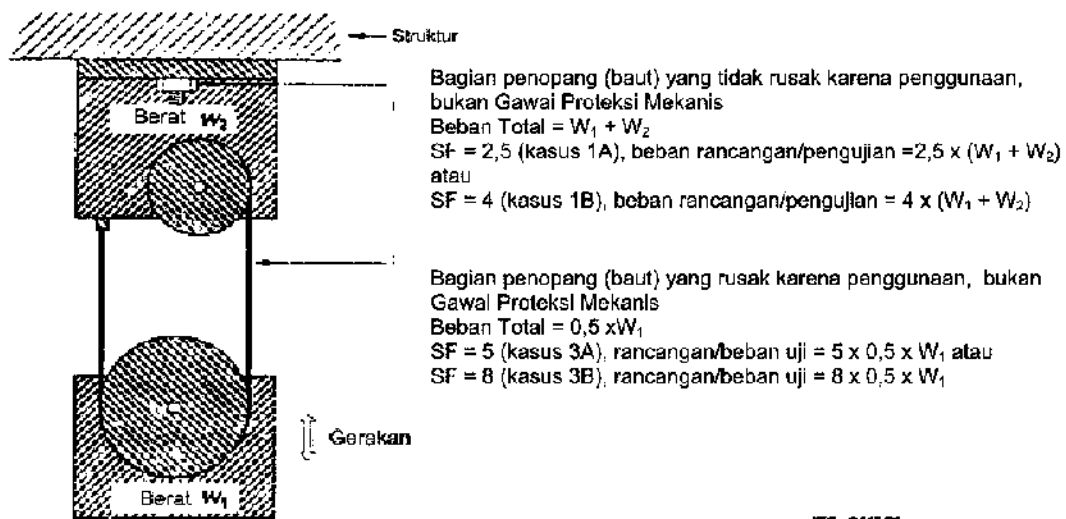 Struktur
Bagian penopang (baut) yang tidak rusak karena penggunaan,
bukan Gawai Proteksi Mekanis
Berat W₂
Beban Total = W₁ + W₂
SF = 2,5 (kasus 1A), beban rancangan/pengujian =2,5 x (W₁ + W₂)
atau
SF = 4 (kasus 1B), beban rancangan/pengujian = 4 x (W₁ + W₂)
Bagian penopang (baut) yang rusak karena penggunaan, bukan
Gawai Proteksi Mekanis
Beban Total = 0,5 xW₁
SF = 5 (kasus 3A), rancangan/beban uji = 5 x 0,5 x W₁ atau
SF = 8 (kasus 3B), rancangan/beban uji = 8 x 0,5 x W₁
Gerakan
Berat W₁